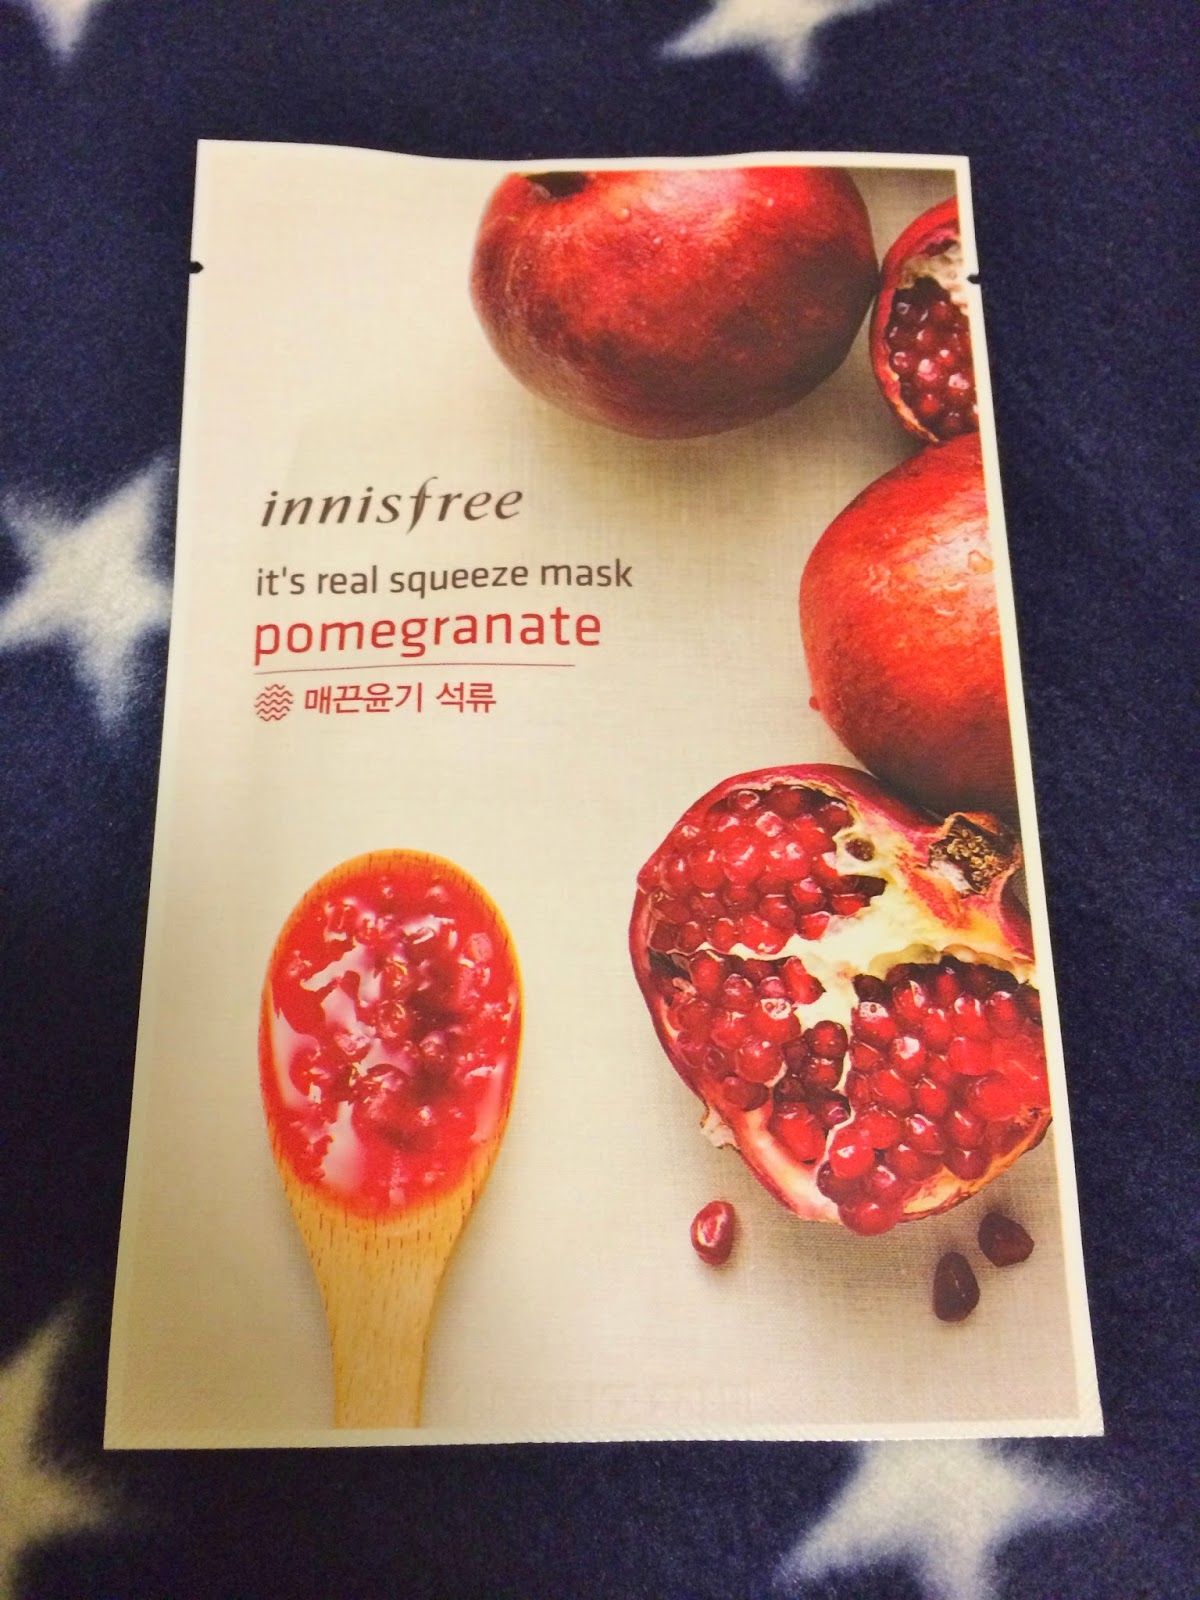 innisfree
it's real squeeze mask
pomegranate
매끈윤기 석류